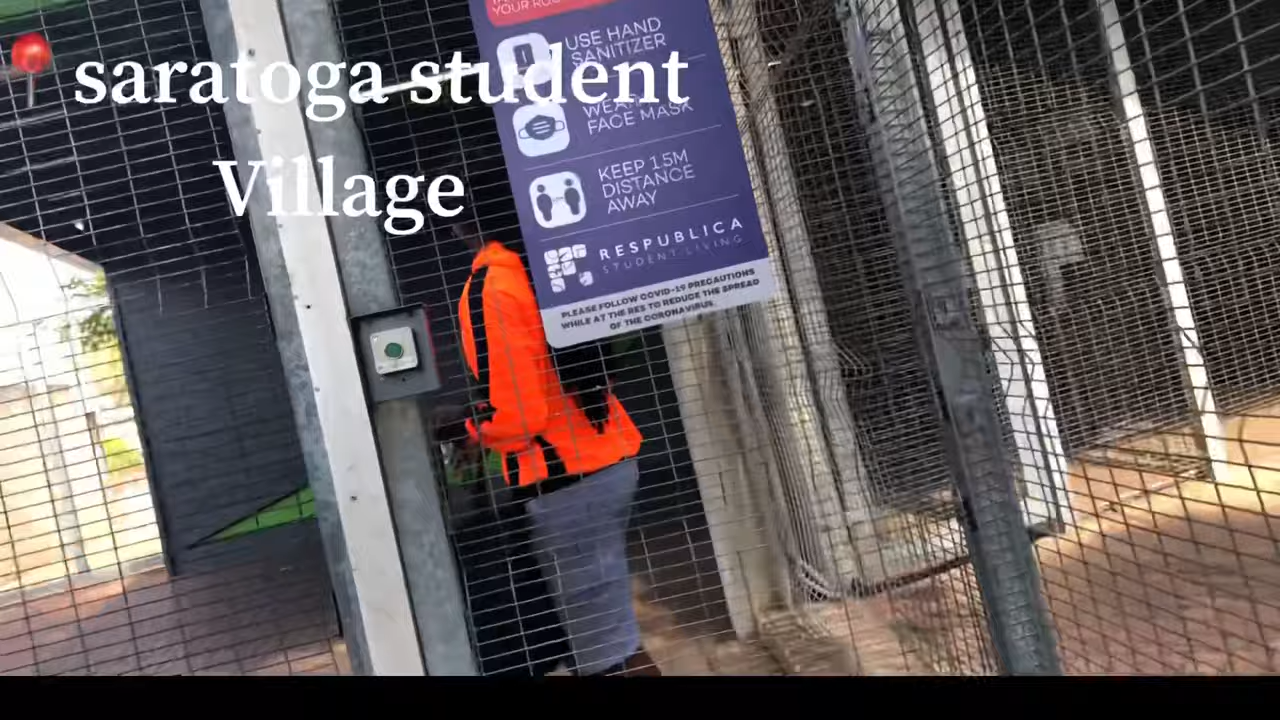 YOUR
saratoga student
Village
USE HAND
SANITIZER
FACE MASK
KEEP 1.5M
DISTANCE
AWAY
RESPUBLICA
STUDENT LIVING
PLEASE FOLLOW COVID-19 PRECAUTIONS
WHILE AT THE RES TO REDUCE THE SPREAD
OF THE CORONAVIRUS.